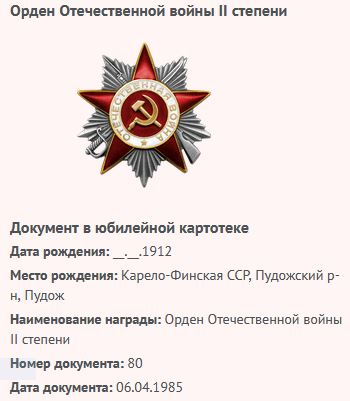 Орден Отечественной войны II степени
ОТЕЧЕСТВЕННАЯ ВОЙНА
Документ в юбилейной картотеке
Дата рождения: __.__.1912
Место рождения: Карело-Финская ССР, Пудожский р-
н, Пудож
Наименование награды: Орден Отечественной войны
II степени
Номер документа: 80
Дата документа: 06.04.1985